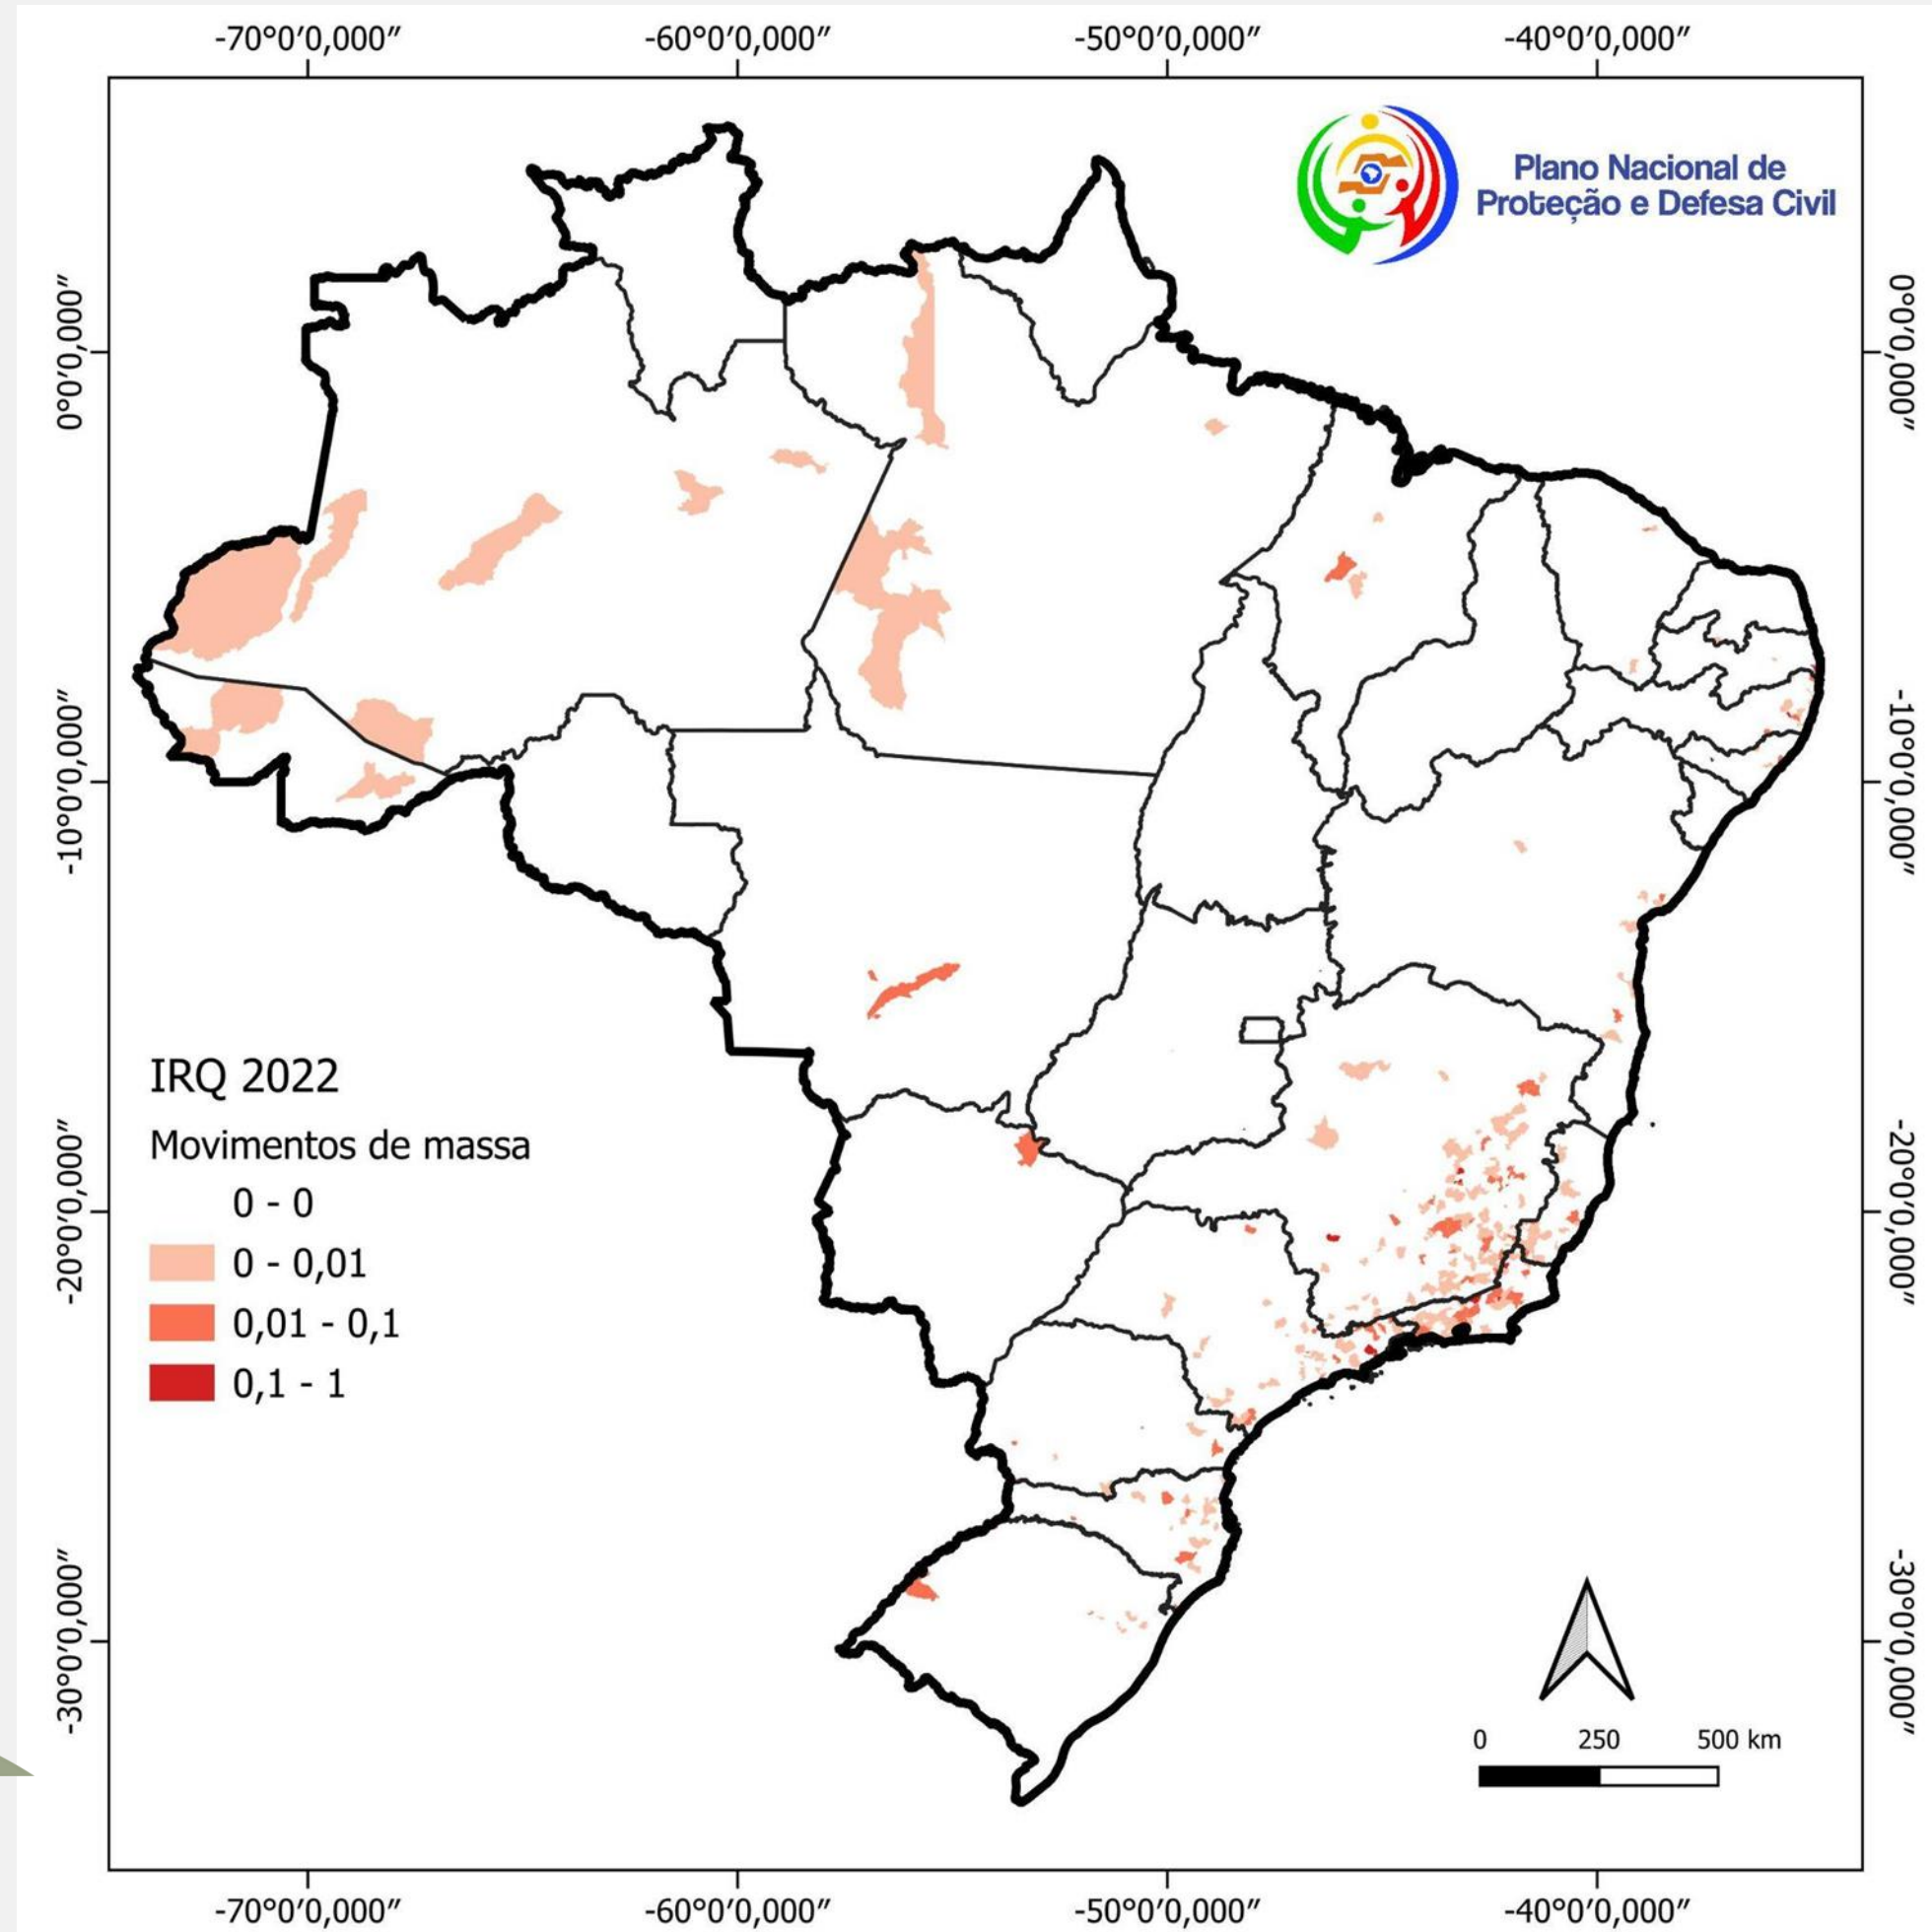 -70°0′0,000″ -60°0′0,000″ -50°0′0,000″ -40°0′0,000″
Plano Nacional de
Proteção e Defesa Civil
0°0′0,000″
0°0′0,000″
-10°0′0,000″
-10°0′0,000″
IRQ 2022
Movimentos de massa
0 - 0
0 - 0,01
0,01 - 0,1
0,1 - 1
-20°0′0,000″
-20°0′0,000″
-30°0′0,000″
-30°0′0,000″
0 250 500 km
-70°0′0,000″ -60°0′0,000″ -50°0′0,000″ -40°0′0,000″